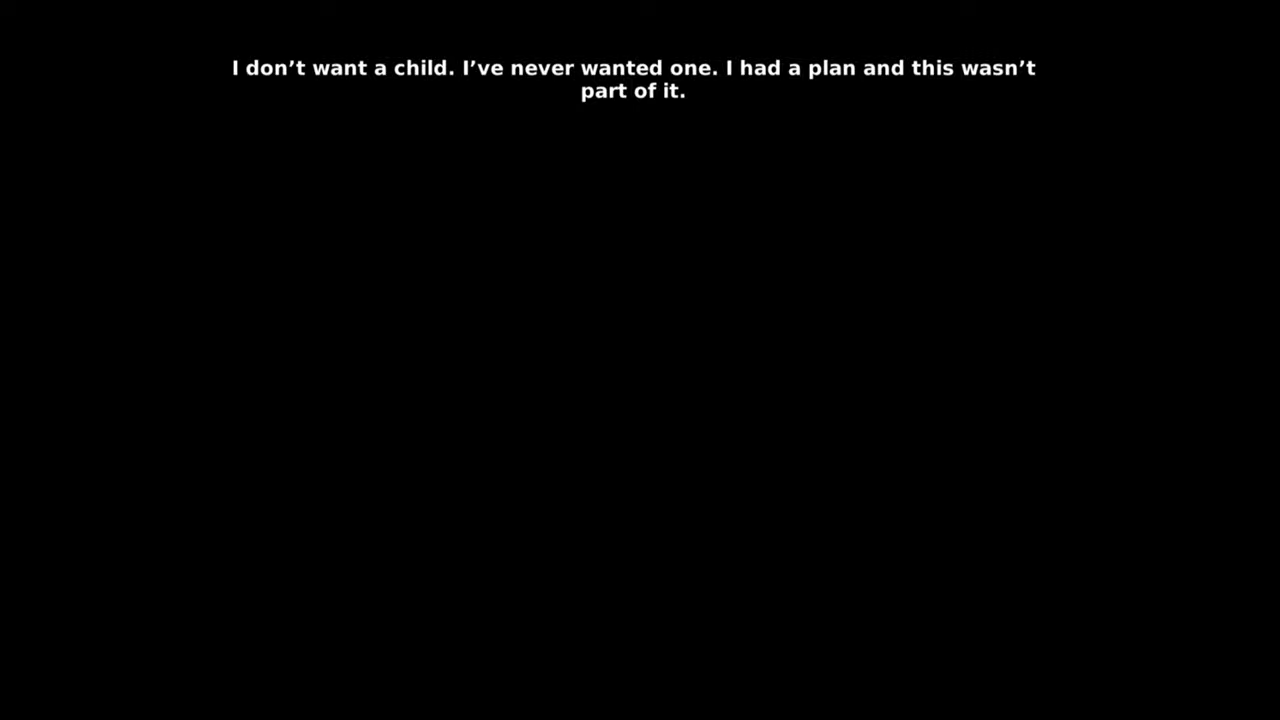 I don’t want a child. I’ve never wanted one. I had a plan and this wasn’t
part of it.